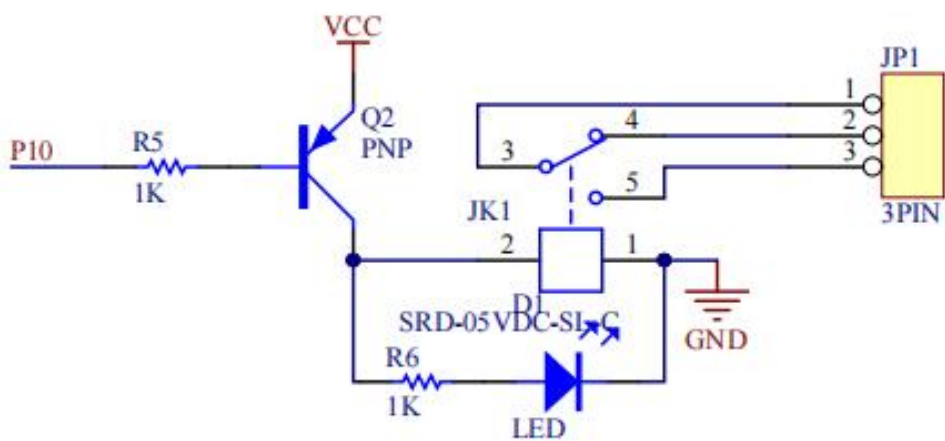 VCC
JP1
Q2
PNP
P10
R5
1K
1
2
3
4
3
5
3PIN
JK1
2
1
D1
SRD-05VDC-SL-C
GND
R6
1K
LED